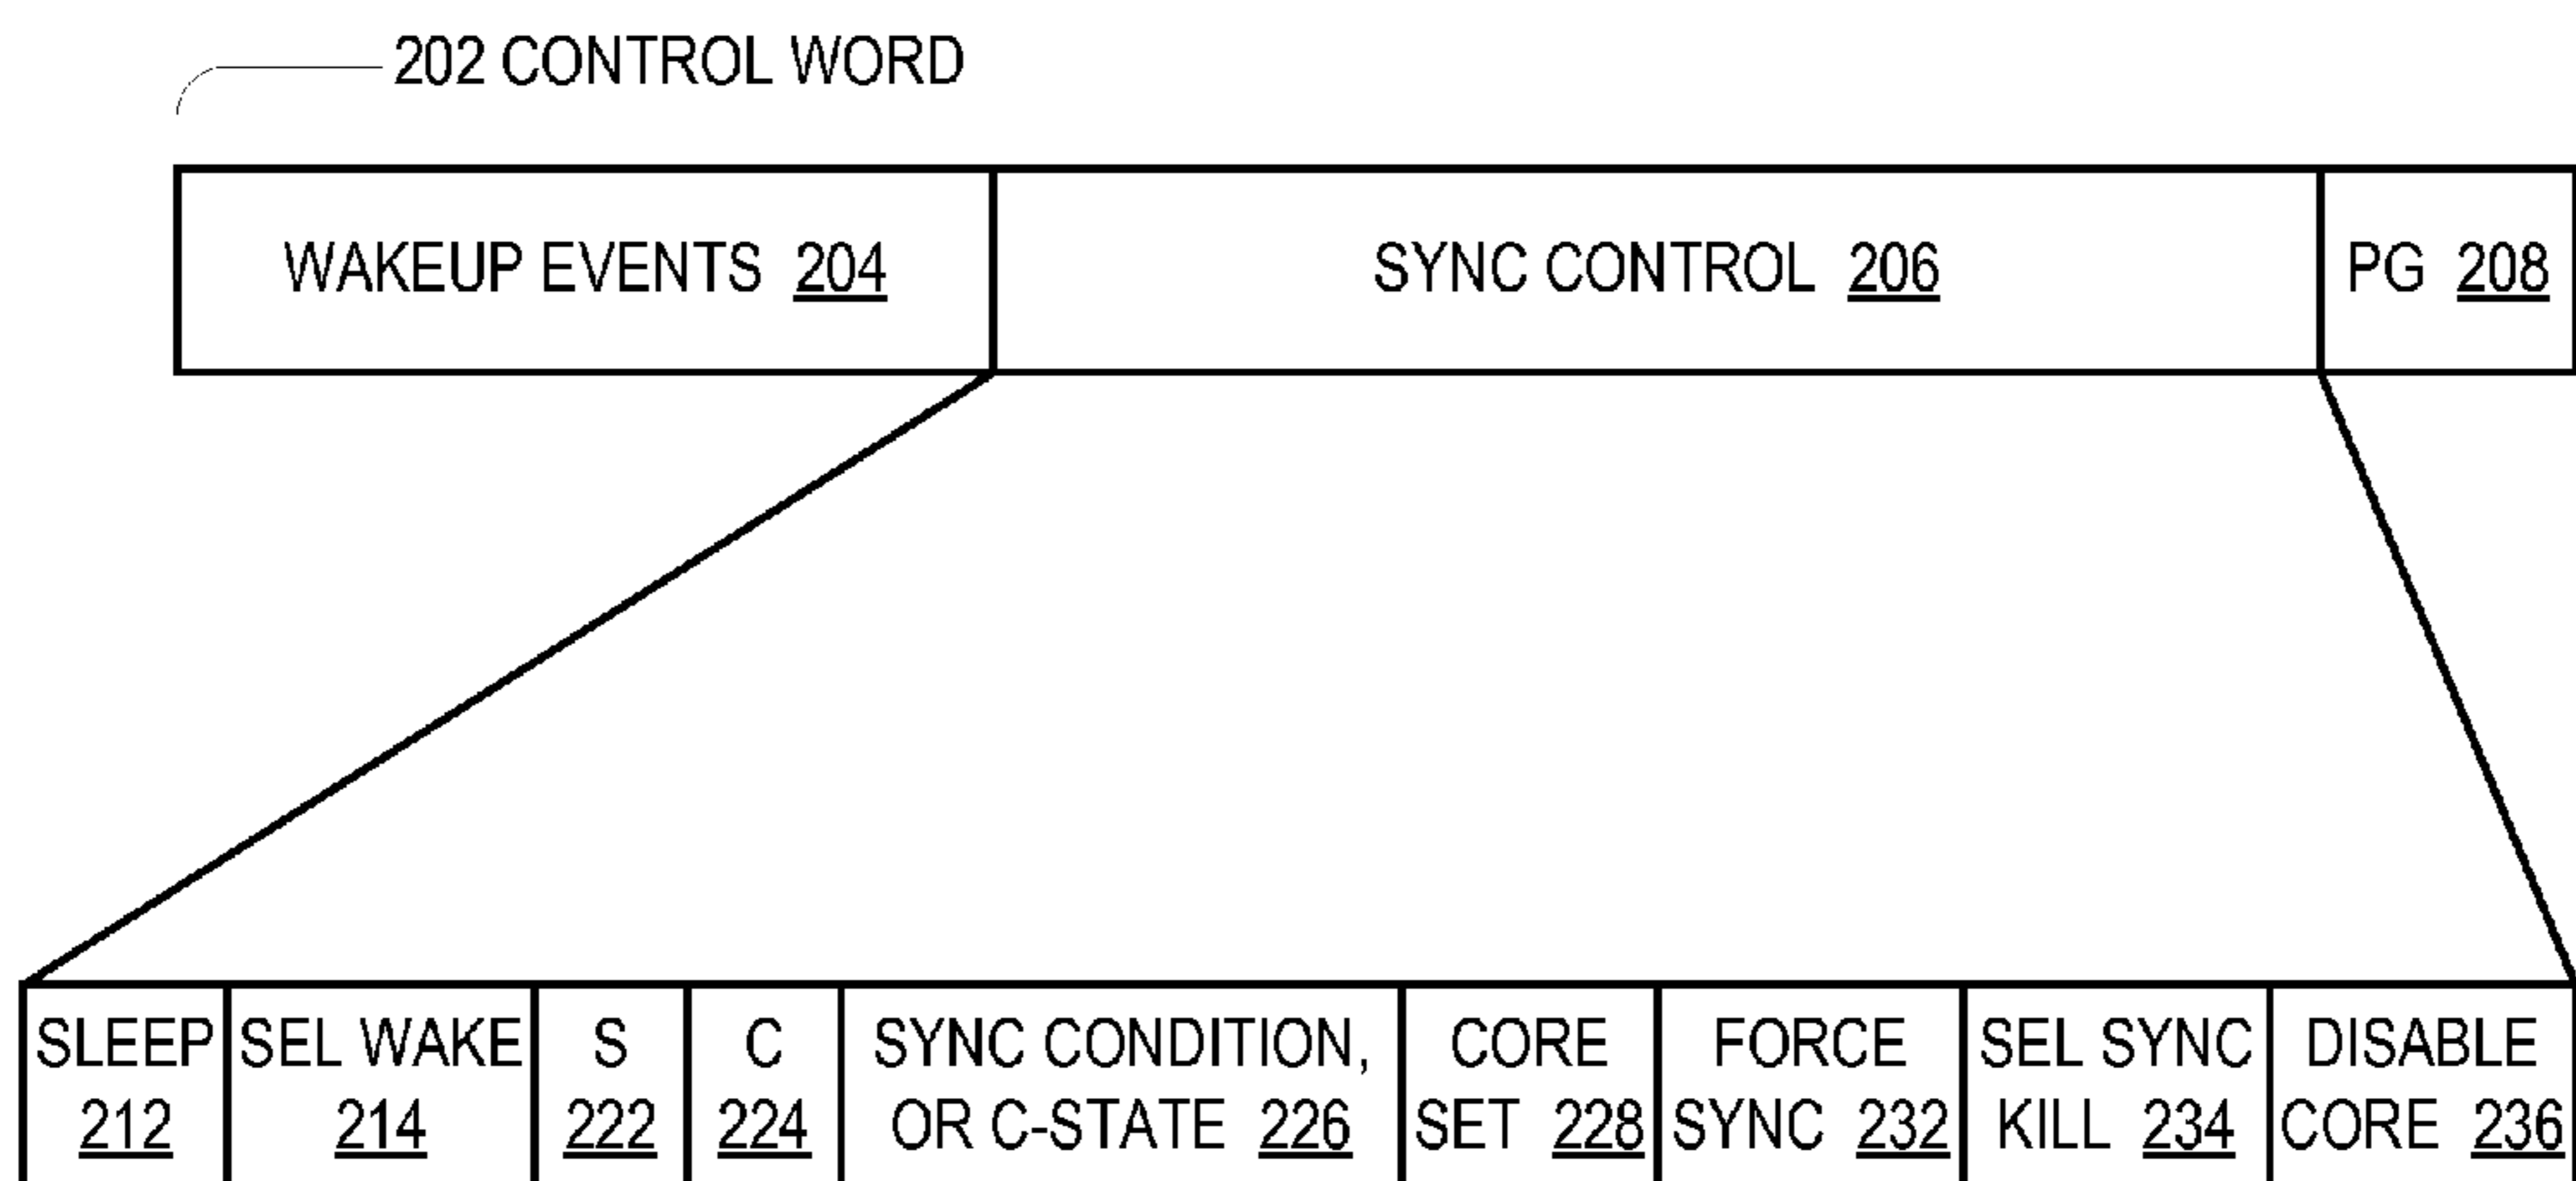 202 CONTROL WORD
WAKEUP EVENTS 204 SYNC CONTROL 206 PG 208
SLEEP SEL WAKE S C SYNC CONDITION, CORE FORCE SEL SYNC DISABLE
212 214 222 224 OR C-STATE 226 SET 228 SYNC 232 KILL 234 CORE 236